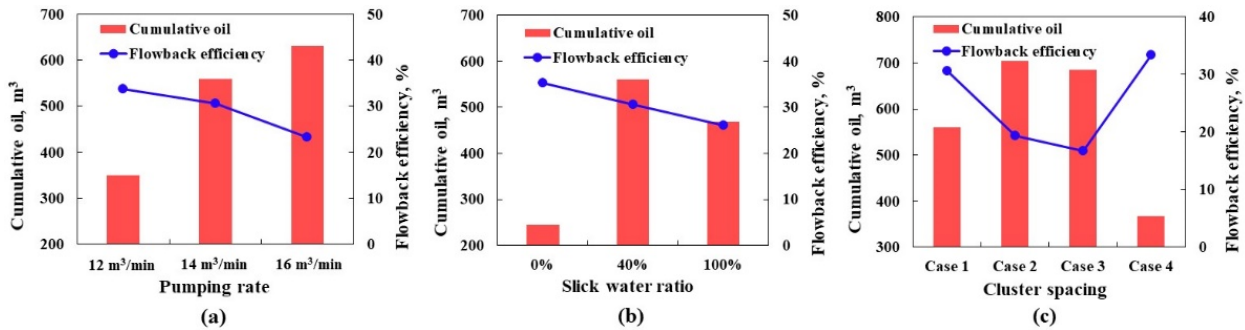 Cumulative oil
Flowback efficiency
700
600
500
400
300
200
Cumulative oil, m³
50
40
30
20
10
0
Flowback efficiency, %
12 m³/min 14 m³/min 16 m³/min
Pumping rate
(a)
Cumulative oil
Flowback efficiency
700
600
500
400
300
200
Cumulative oil, m³
50
40
30
20
10
0
Flowback efficiency, %
0% 40% 100%
Slick water ratio
(b)
Cumulative oil
Flowback efficiency
800
700
600
500
400
300
Cumulative oil, m³
40
30
20
10
0
Flowback efficiency, %
Case 1 Case 2 Case 3 Case 4
Cluster spacing
(c)